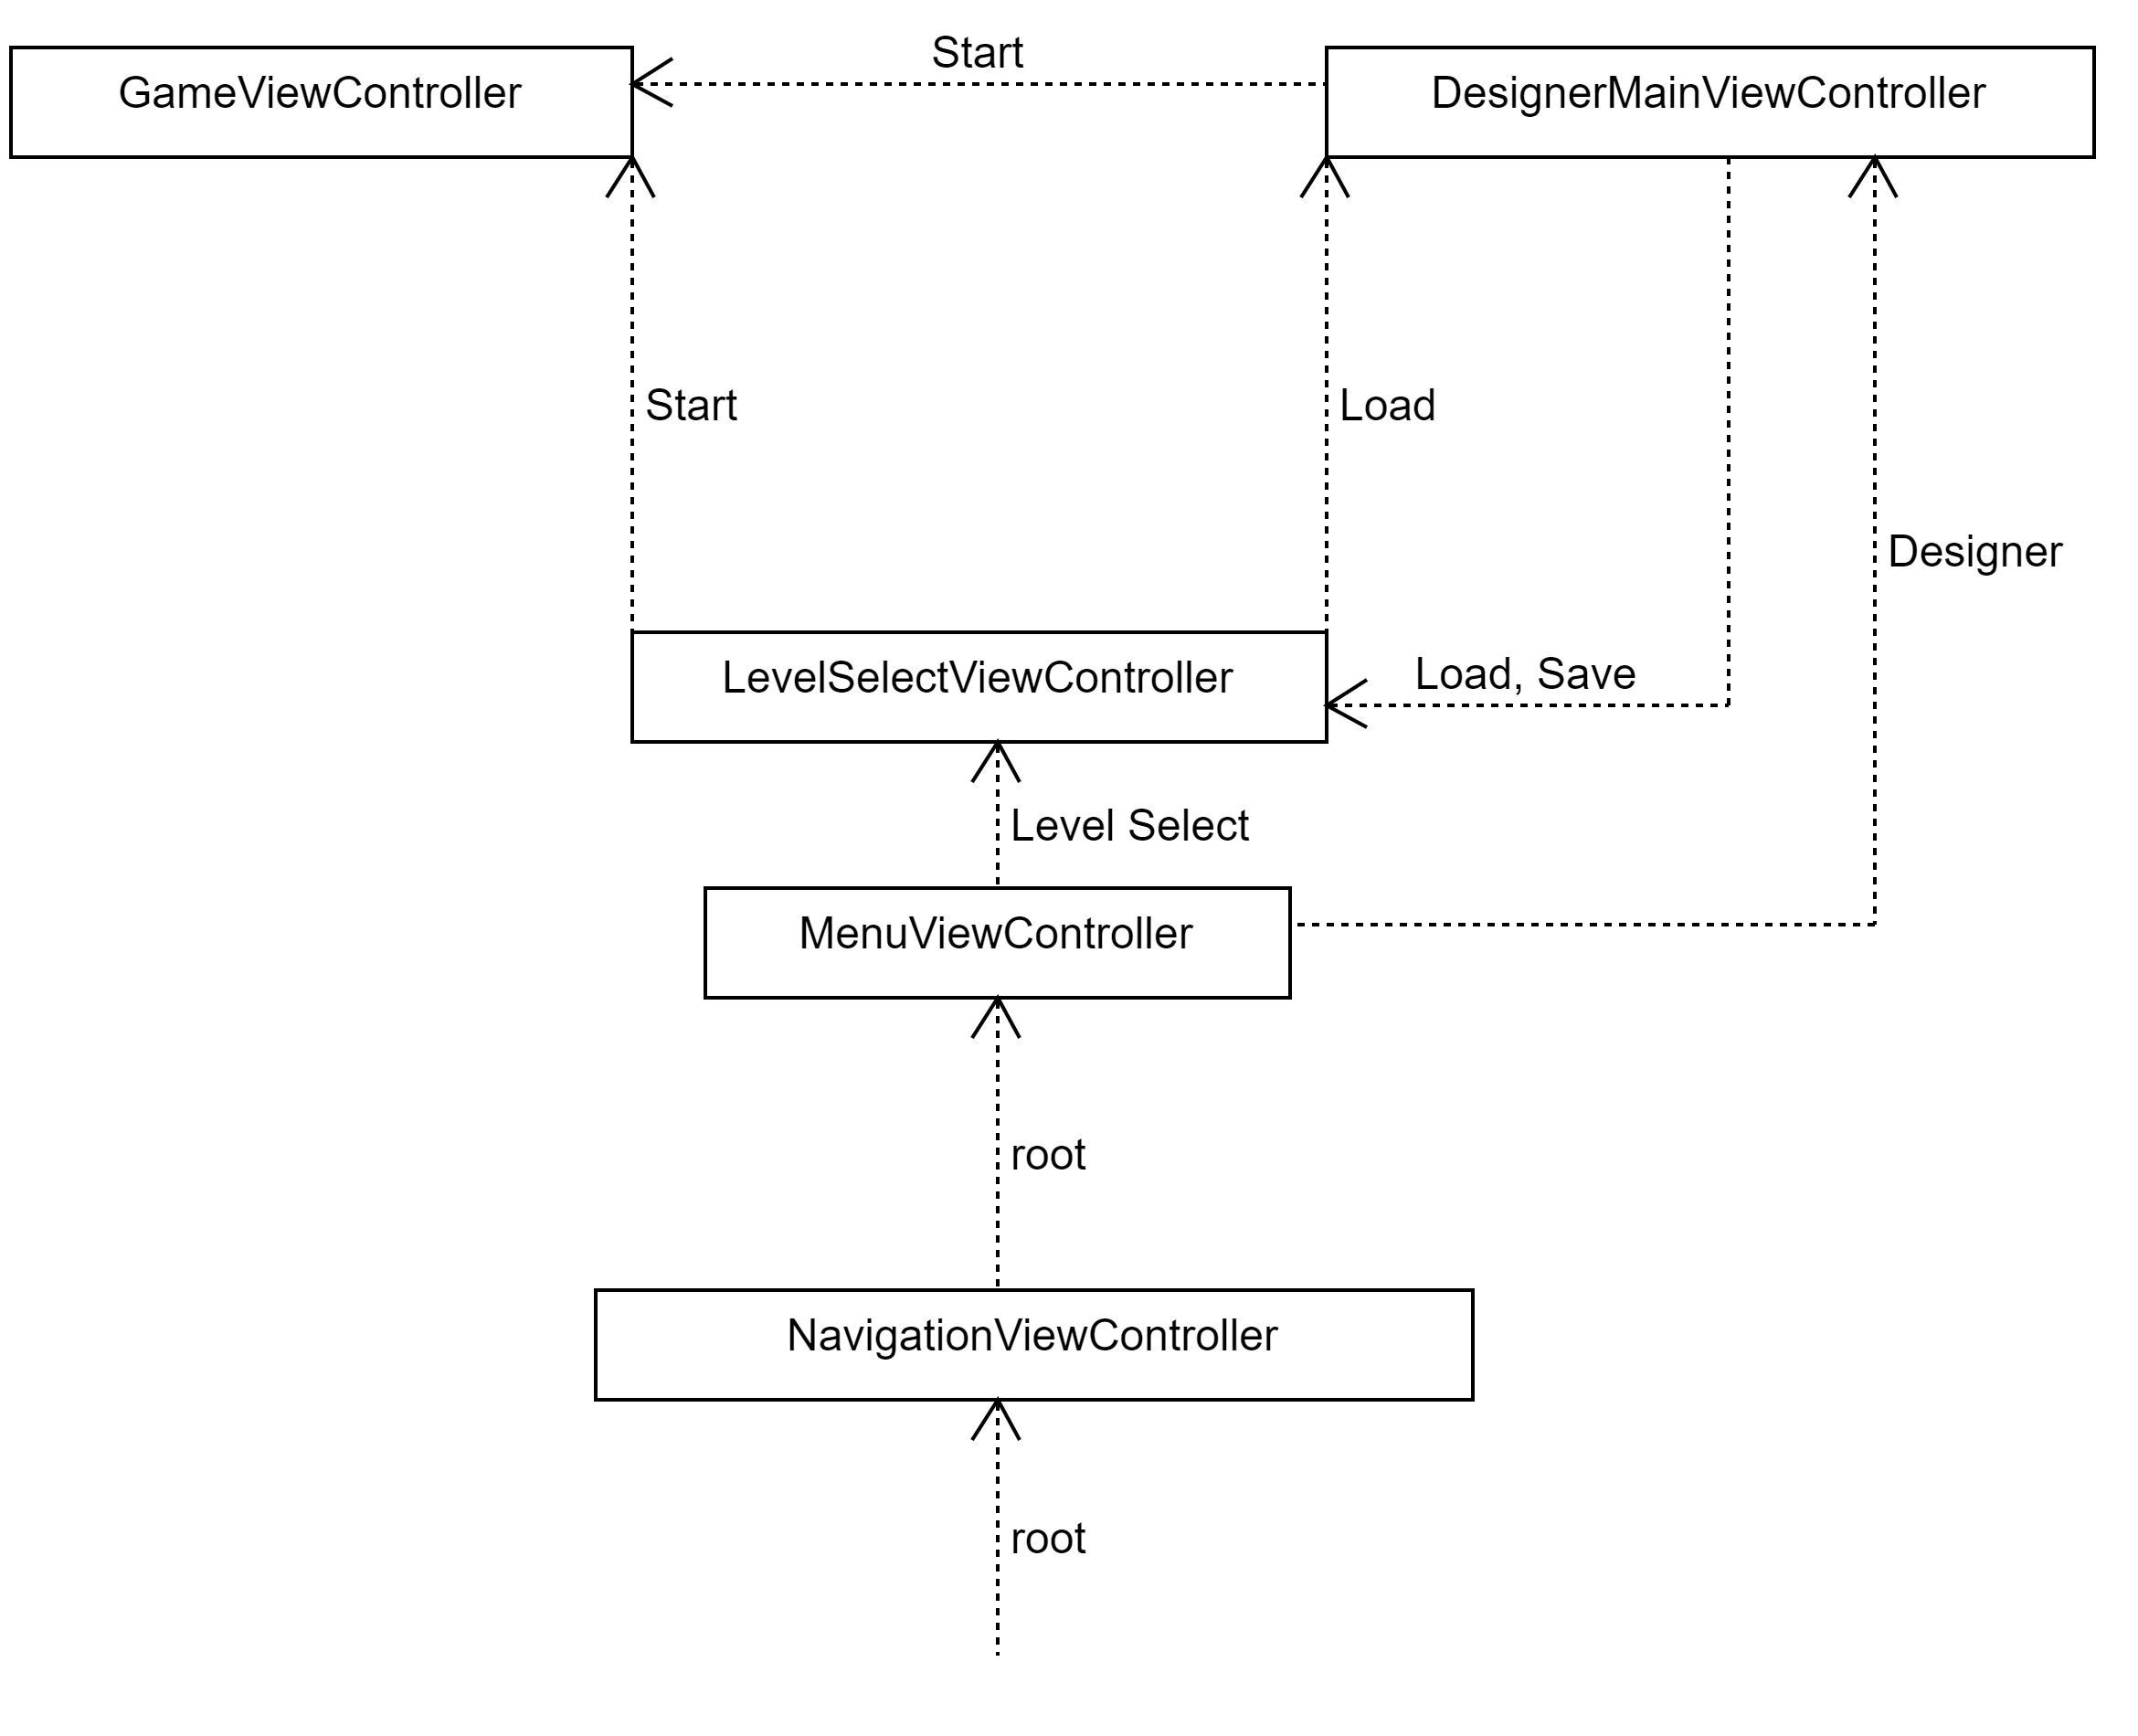 Start
GameViewController
DesignerMainViewController
Start
Load
Designer
LevelSelectViewController
Load, Save
Level Select
MenuViewController
root
NavigationViewController
root